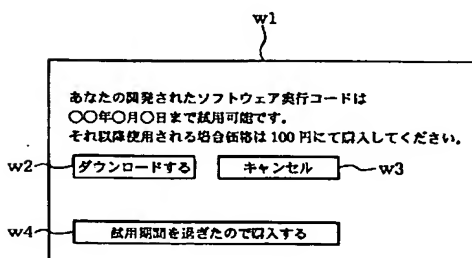 w1
あなたの開発されたソフトウェア実行コードは
〇〇年〇月〇日まで試用可能です。
それ以降使用される場合価格は100円にて購入してください。
w2 ダウンロードする キャンセル w3
w4 試用期間を過ぎたので購入する